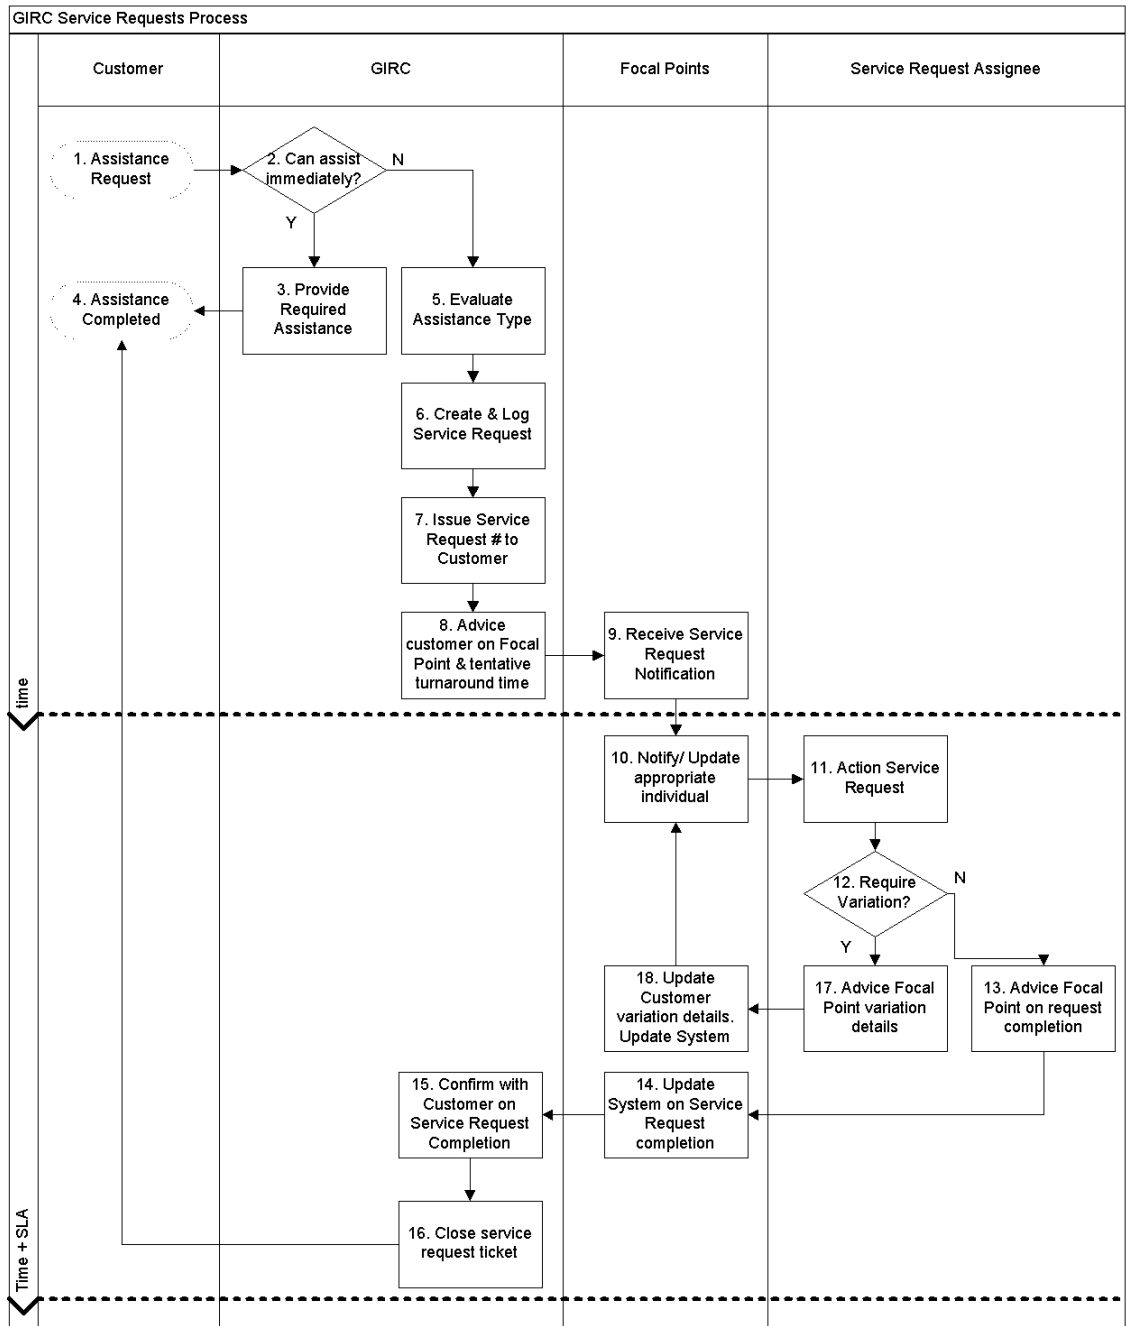 GIRC Service Requests Process
Customer
GIRC
Focal Points
Service Request Assignee
1. Assistance
Request
2. Can assist
immediately?
N
Y
4. Assistance
Completed
3. Provide
Required
Assistance
5. Evaluate
Assistance Type
6. Create & Log
Service Request
7. Issue Service
Request # to
Customer
8. Advice
customer on Focal
Point & tentative
turnaround time
9. Receive Service
Request
Notification
time
10. Notify/ Update
appropriate
individual
11. Action Service
Request
12. Require
Variation?
N
Y
18. Update
Customer
variation details.
Update System
17. Advice Focal
Point variation
details
13. Advice Focal
Point on request
completion
15. Confirm with
Customer on
Service Request
Completion
14. Update
System on Service
Request
completion
16. Close service
request ticket
Time + SLA